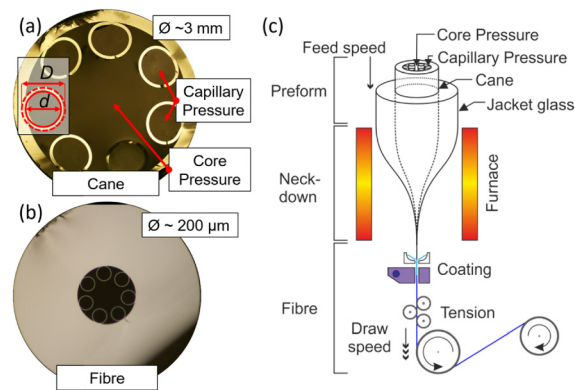 (a)
Ø ~3 mm
D
d
Capillary
Pressure
Core
Pressure
Cane
(b)
Ø ~ 200 µm
Fibre
(c)
Core Pressure
Capillary Pressure
Feed speed
Cane
Jacket glass
Preform
Neck-
down
Furnace
Coating
Fibre
Tension
Draw
speed